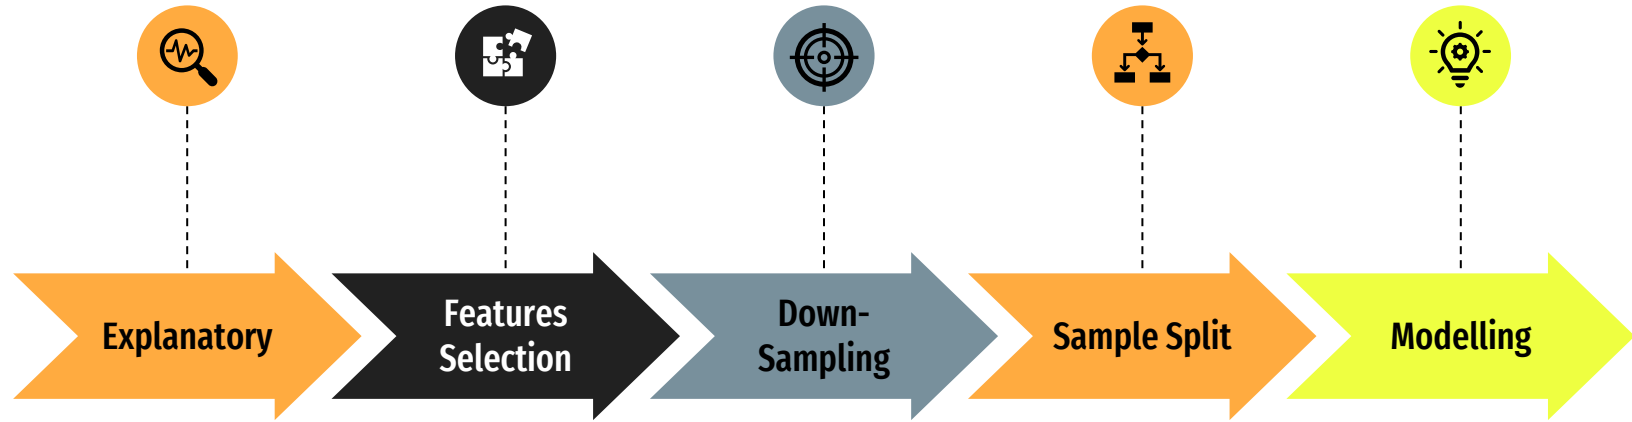 Explanatory
Features
Selection
Down-
Sampling
Sample Split
Modelling